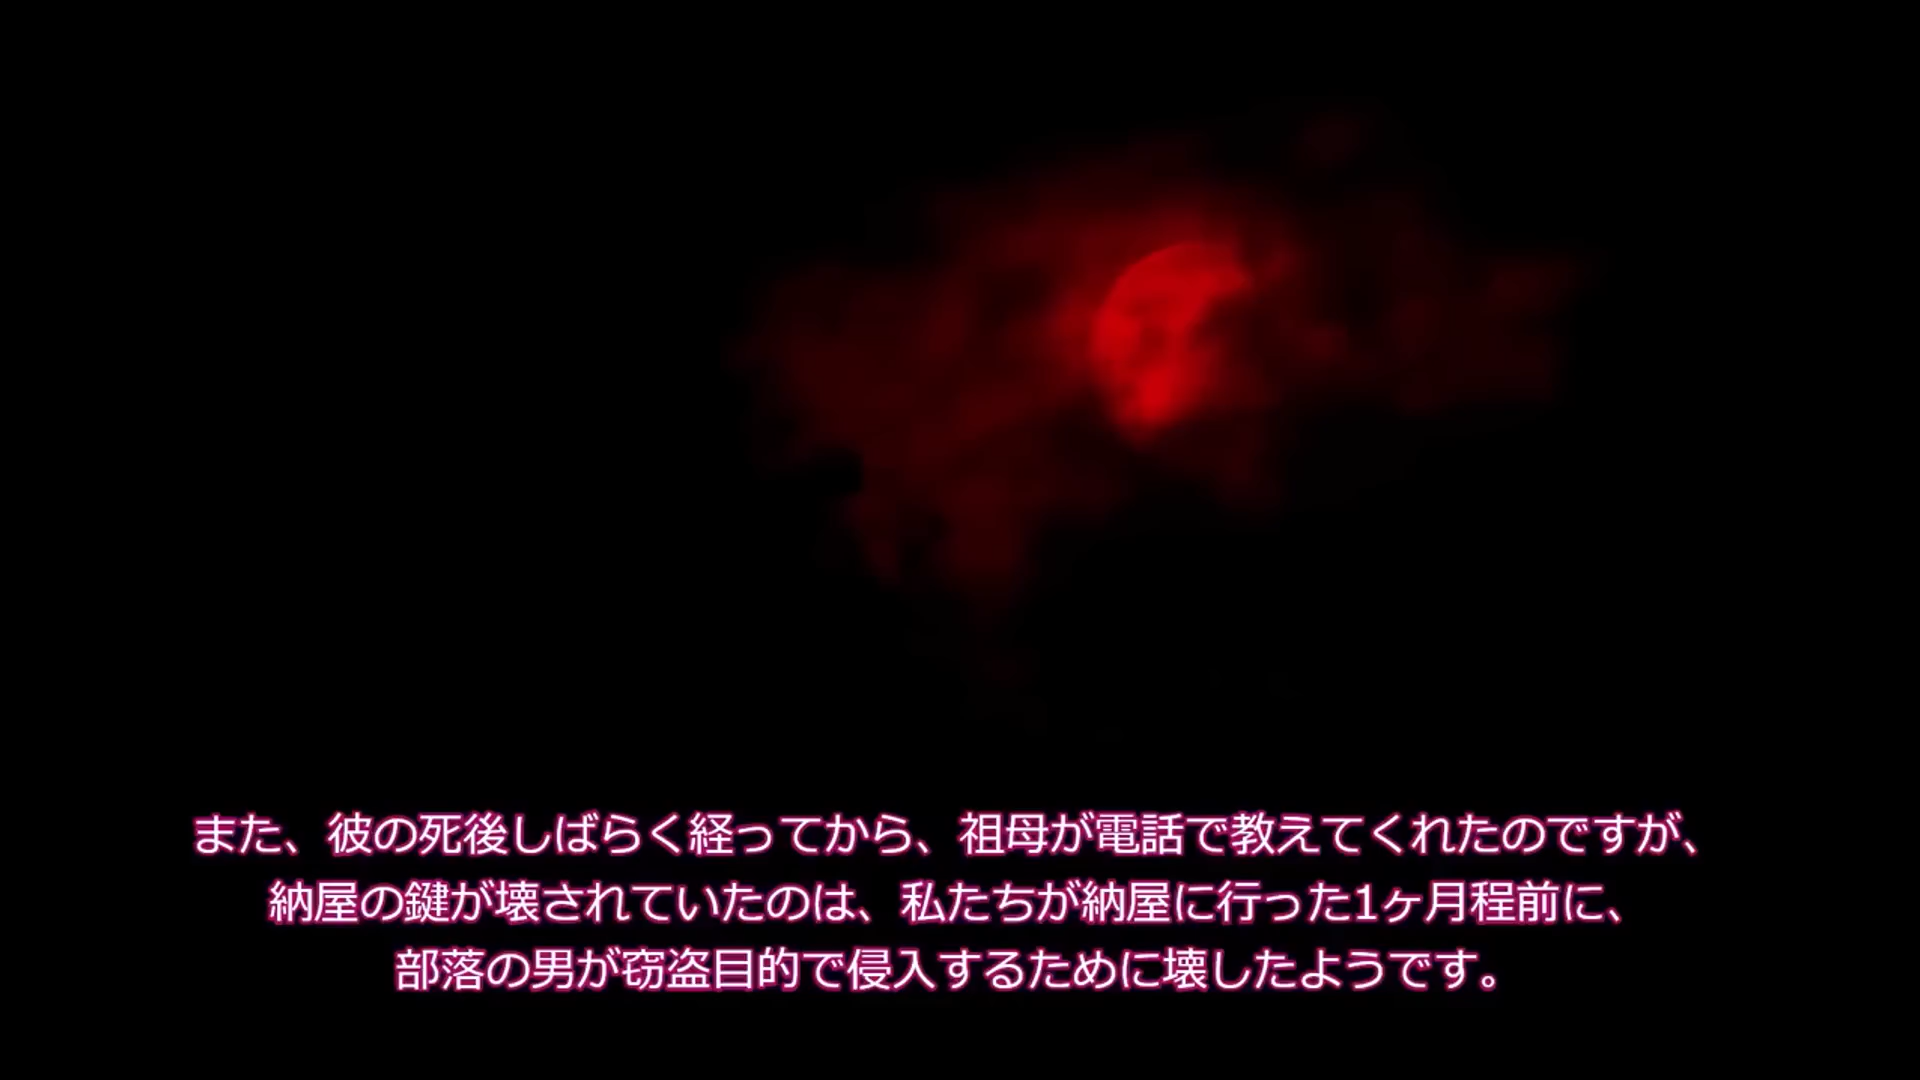 また、彼の死後しばらく経ってから、祖母が電話で教えてくれたのですが、
納屋の鍵が壊されていたのは、私たちが納屋に行った1ヶ月程前に、
部落の男が窃盗目的で侵入するために壊したようです。